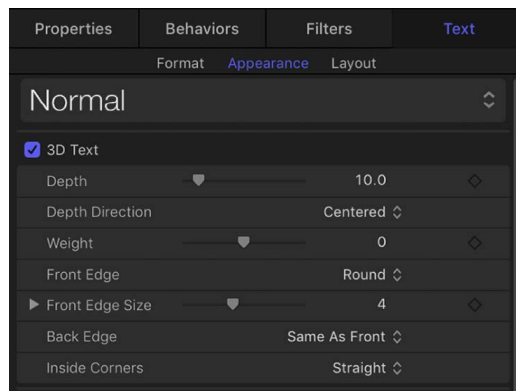 Properties Behaviors Filters Text
Format Appearance Layout
Normal
3D Text
Depth 10.0
Depth Direction Centered
Weight 0
Front Edge Round
Front Edge Size 4
Back Edge Same As Front
Inside Corners Straight